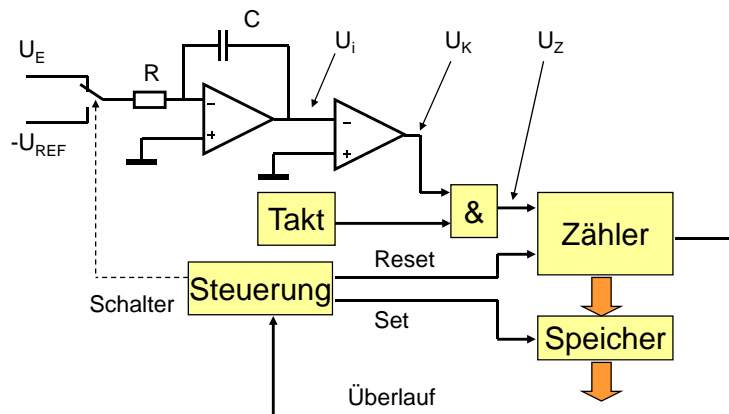 C
U_i
U_K
U_Z
U_E
R
-U_REF
−
+
−
+
Takt
&
Zähler
Reset
Schalter
Steuerung
Set
Speicher
Überlauf